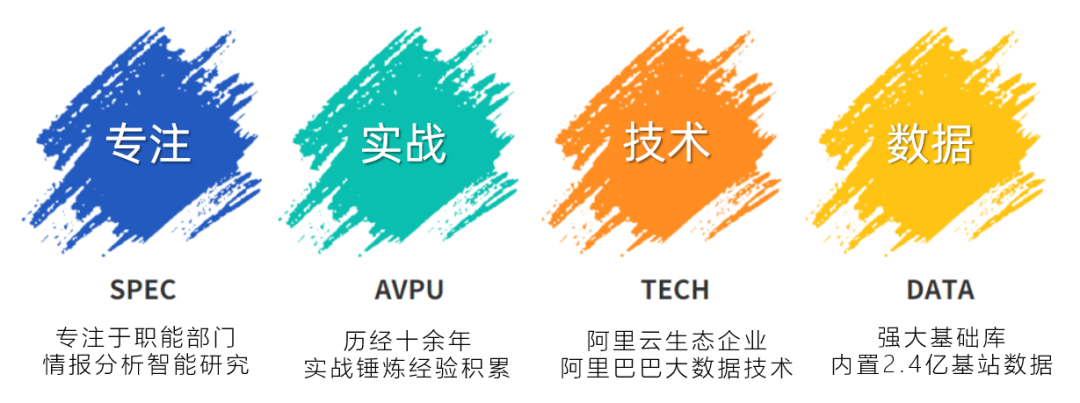 专注
实战
技术
数据
SPEC
AVPU
TECH
DATA
专注于职能部门
情报分析智能研究
历经十余年
实战锤炼经验积累
阿里云生态企业
阿里巴巴大数据技术
强大基础库
内置2.4亿基站数据